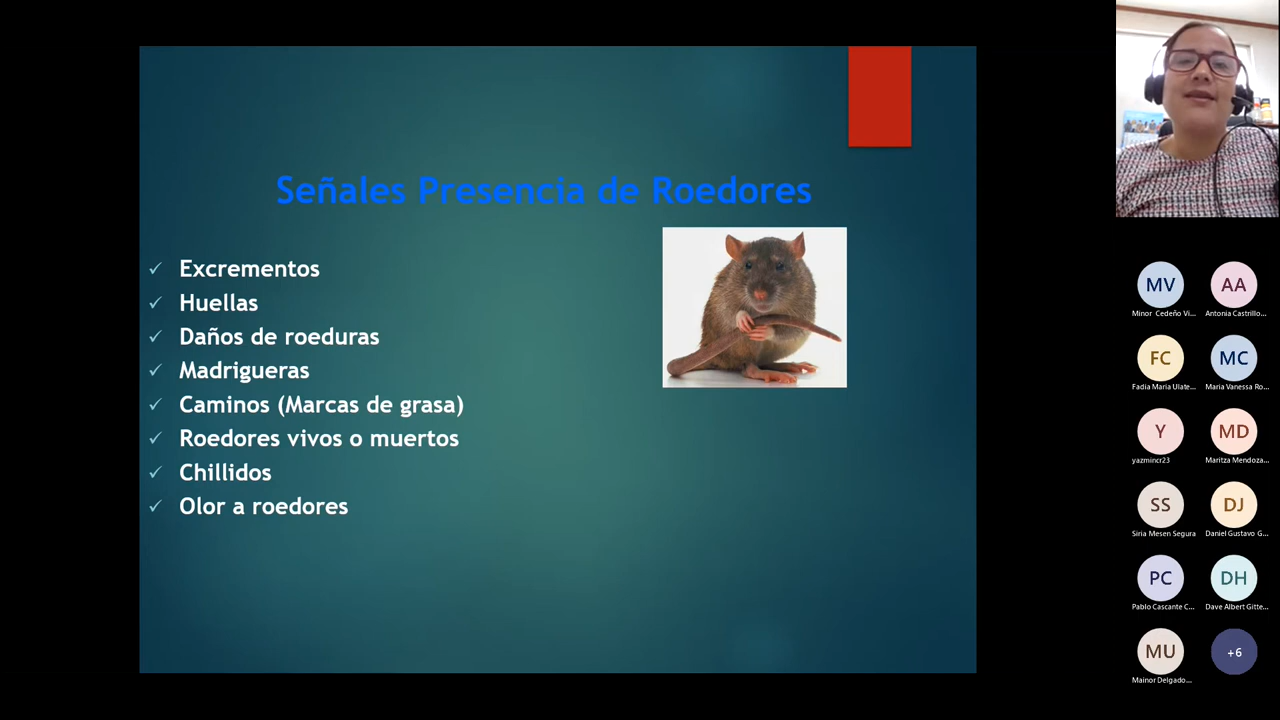 Señales Presencia de Roedores
✓ Excrementos
✓ Huellas
✓ Daños de roeduras
✓ Madrigueras
✓ Caminos (Marcas de grasa)
✓ Roedores vivos o muertos
✓ Chillidos
✓ Olor a roedores
MV AA
Minor Cedeño Vi... Antonia Castrillo...
FC MC
Fadia Maria Ulate... Maria Vanessa Ro...
Y MD
yazmincr23 Maritza Mendoza...
SS DJ
Siria Mesen Segura Daniel Gustavo G...
PC DH
Pablo Cascante C... Dave Albert Gitte...
MU +6
Mainor Delgado...